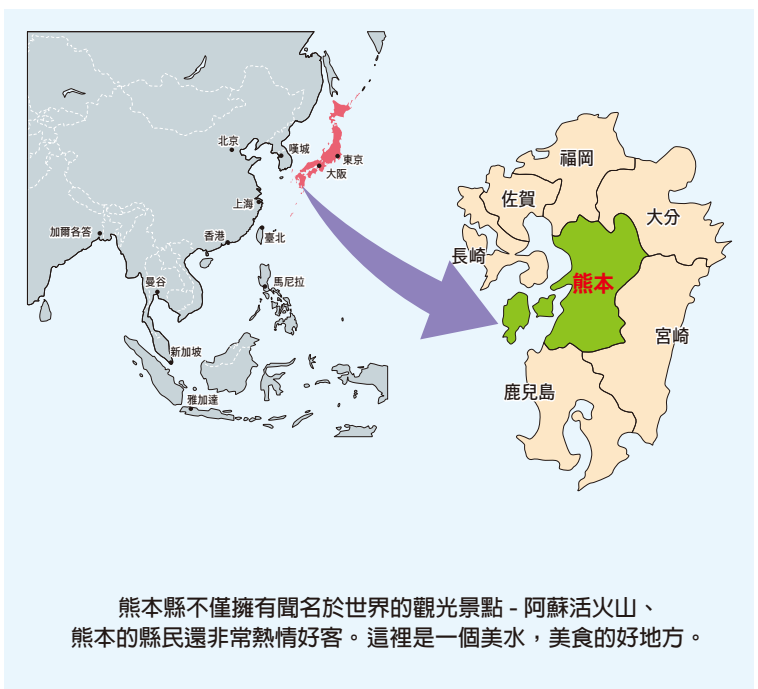 北京
嘆城
東京
大阪
上海
加爾各答
香港
臺北
曼谷
馬尼拉
新加坡
雅加達
福岡
佐賀
大分
長崎
熊本
宮崎
鹿兒島
熊本縣不僅擁有聞名於世界的觀光景點 - 阿蘇活火山、
熊本的縣民還非常熱情好客。這裡是一個美水，美食的好地方。